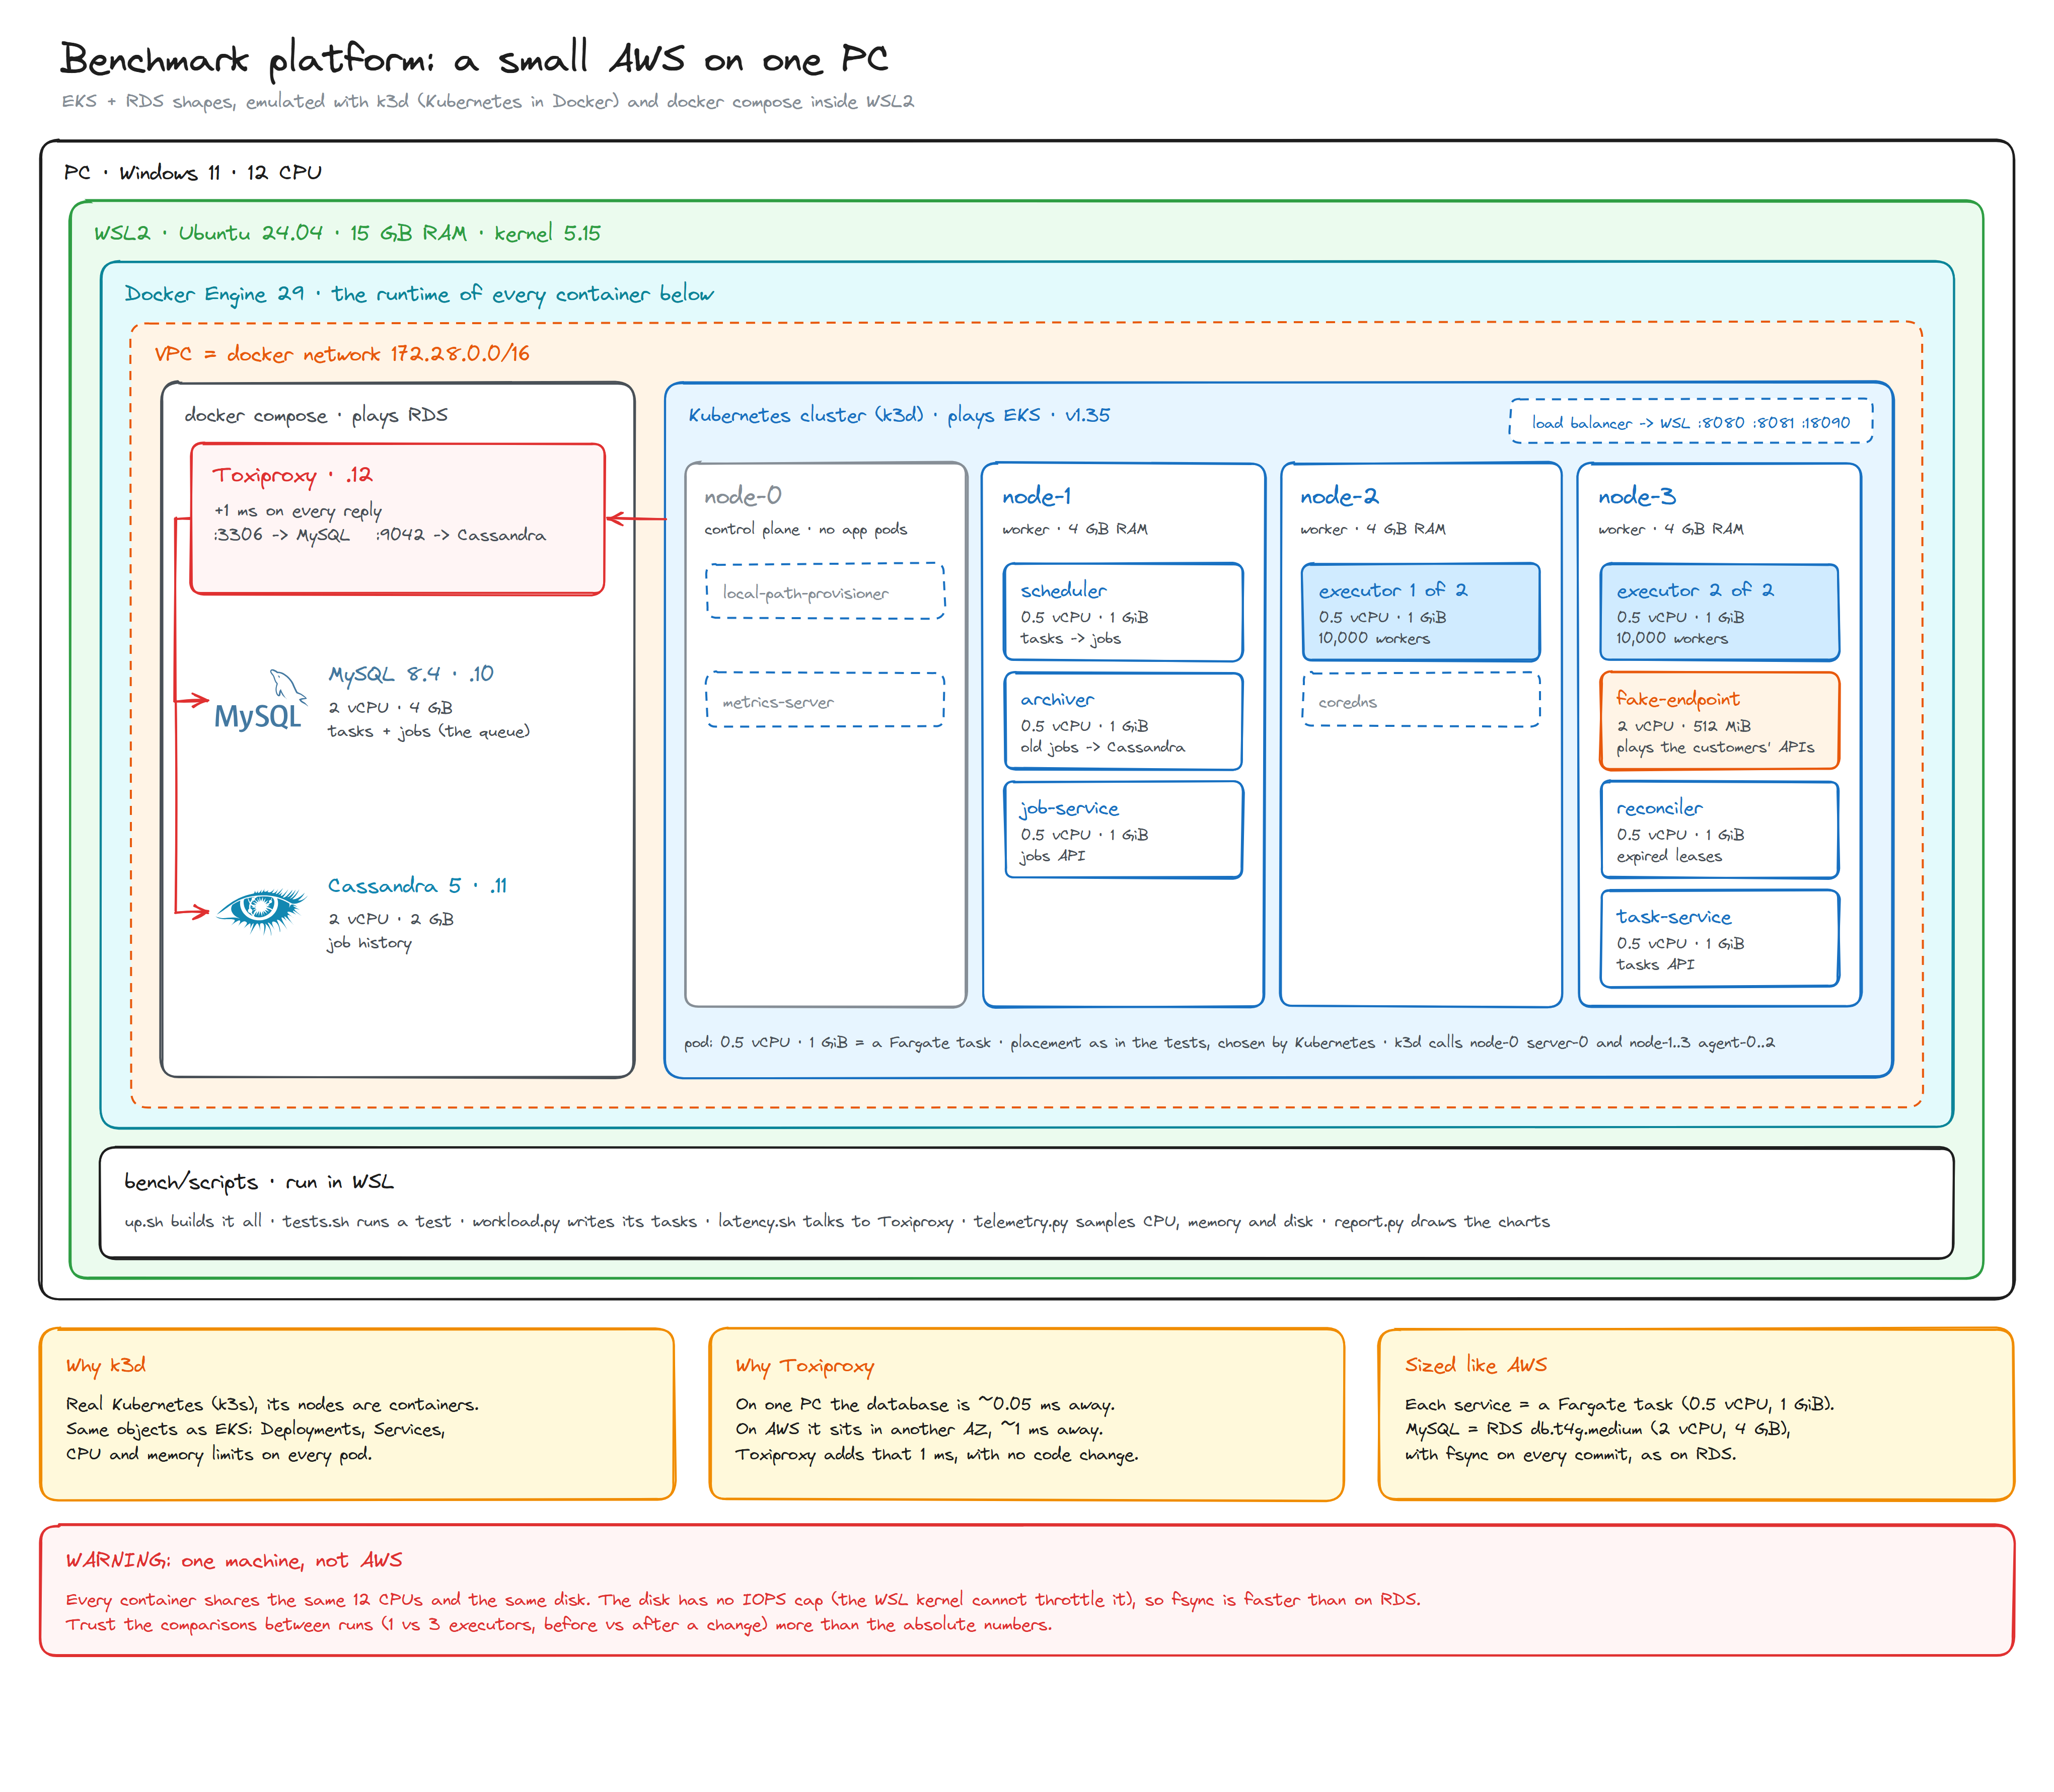 Benchmark platform: a small AWS on one PC
EKS + RDS shapes, emulated with k3d (Kubernetes in Docker) and docker compose inside WSL2
PC · Windows 11 · 12 CPU
WSL2 · Ubuntu 24.04 · 15 GB RAM · kernel 5.15
Docker Engine 29 · the runtime of every container below
VPC = docker network 172.28.0.0/16
docker compose · plays RDS
Toxiproxy · .12
+1 ms on every reply
:3306 -> MySQL :9042 -> Cassandra
MySQL
MySQL 8.4 · .10
2 vCPU · 4 GB
tasks + jobs (the queue)
Cassandra 5 · .11
2 vCPU · 2 GB
job history
Kubernetes cluster (k3d) · plays EKS · v1.35
load balancer -> WSL :8080 :8081 :18090
node-0
control plane · no app pods
local-path-provisioner
metrics-server
node-1
worker · 4 GB RAM
scheduler
0.5 vCPU · 1 GiB
tasks -> jobs
archiver
0.5 vCPU · 1 GiB
old jobs -> Cassandra
job-service
0.5 vCPU · 1 GiB
jobs API
node-2
worker · 4 GB RAM
executor 1 of 2
0.5 vCPU · 1 GiB
10,000 workers
coredns
node-3
worker · 4 GB RAM
executor 2 of 2
0.5 vCPU · 1 GiB
10,000 workers
fake-endpoint
2 vCPU · 512 MiB
plays the customers' APIs
reconciler
0.5 vCPU · 1 GiB
expired leases
task-service
0.5 vCPU · 1 GiB
tasks API
pod: 0.5 vCPU · 1 GiB = a Fargate task · placement as in the tests, chosen by Kubernetes · k3d calls node-0 server-0 and node-1..3 agent-0..2
bench/scripts · run in WSL
up.sh builds it all · tests.sh runs a test · workload.py writes its tasks · latency.sh talks to Toxiproxy · telemetry.py samples CPU, memory and disk · report.py draws the charts
Why k3d
Real Kubernetes (k3s), its nodes are containers.
Same objects as EKS: Deployments, Services,
CPU and memory limits on every pod.
Why Toxiproxy
On one PC the database is ~0.05 ms away.
On AWS it sits in another AZ, ~1 ms away.
Toxiproxy adds that 1 ms, with no code change.
Sized like AWS
Each service = a Fargate task (0.5 vCPU, 1 GiB).
MySQL = RDS db.t4g.medium (2 vCPU, 4 GB),
with fsync on every commit, as on RDS.
WARNING: one machine, not AWS
Every container shares the same 12 CPUs and the same disk. The disk has no IOPS cap (the WSL kernel cannot throttle it), so fsync is faster than on RDS.
Trust the comparisons between runs (1 vs 3 executors, before vs after a change) more than the absolute numbers.